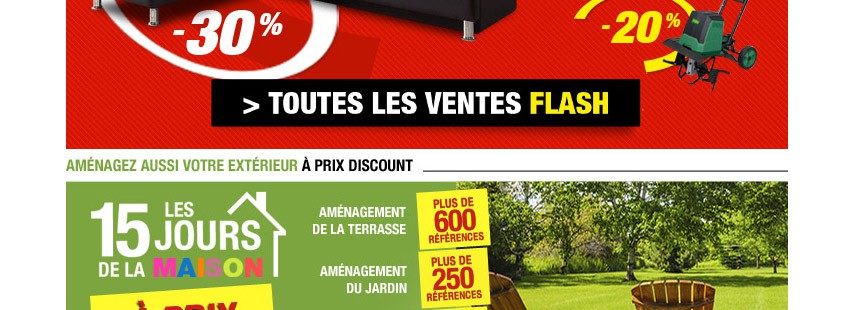 -30%
-20%
> TOUTES LES VENTES FLASH
AMÉNAGEZ AUSSI VOTRE EXTÉRIEUR À PRIX DISCOUNT
LES
15 JOURS
DE LA MAISON
À PRIX
AMÉNAGEMENT
DE LA TERRASSE
PLUS DE
600
RÉFÉRENCES
AMÉNAGEMENT
DU JARDIN
PLUS DE
250
RÉFÉRENCES